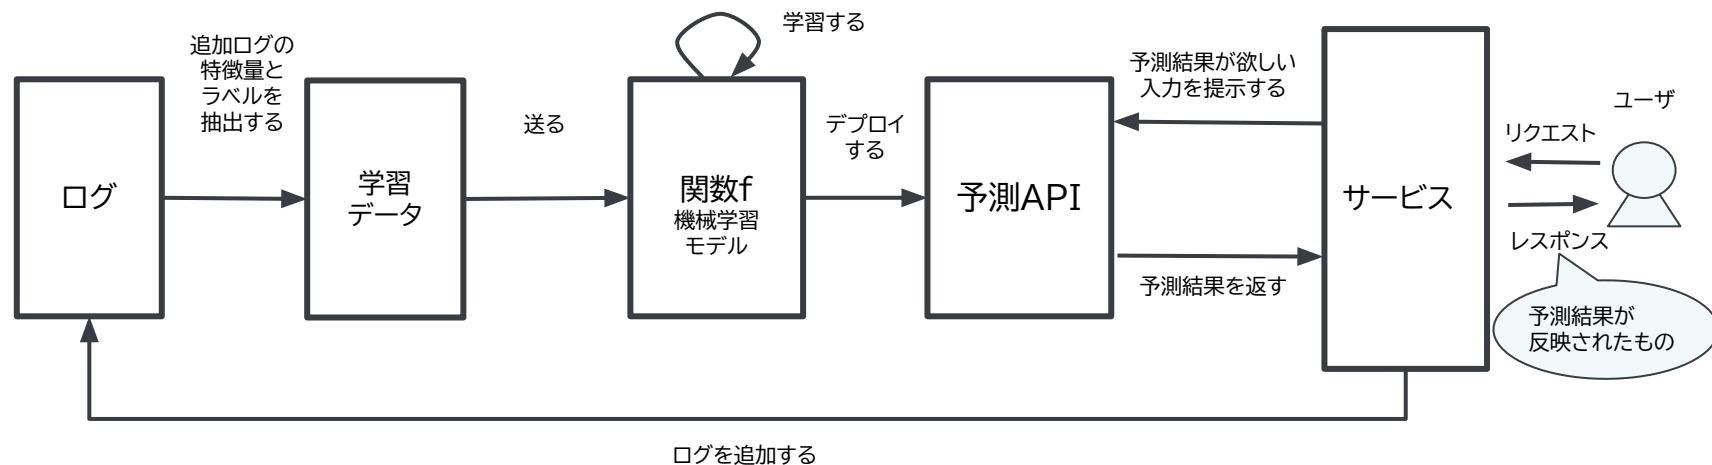 学習する
追加ログの
特徴量と
ラベルを
抽出する
ログ
学習
データ
送る
関数f
機械学習
モデル
デプロイ
する
予測API
予測結果が欲しい
入力を提示する
予測結果を返す
サービス
ユーザ
リクエスト
レスポンス
予測結果が
反映されたもの
ログを追加する